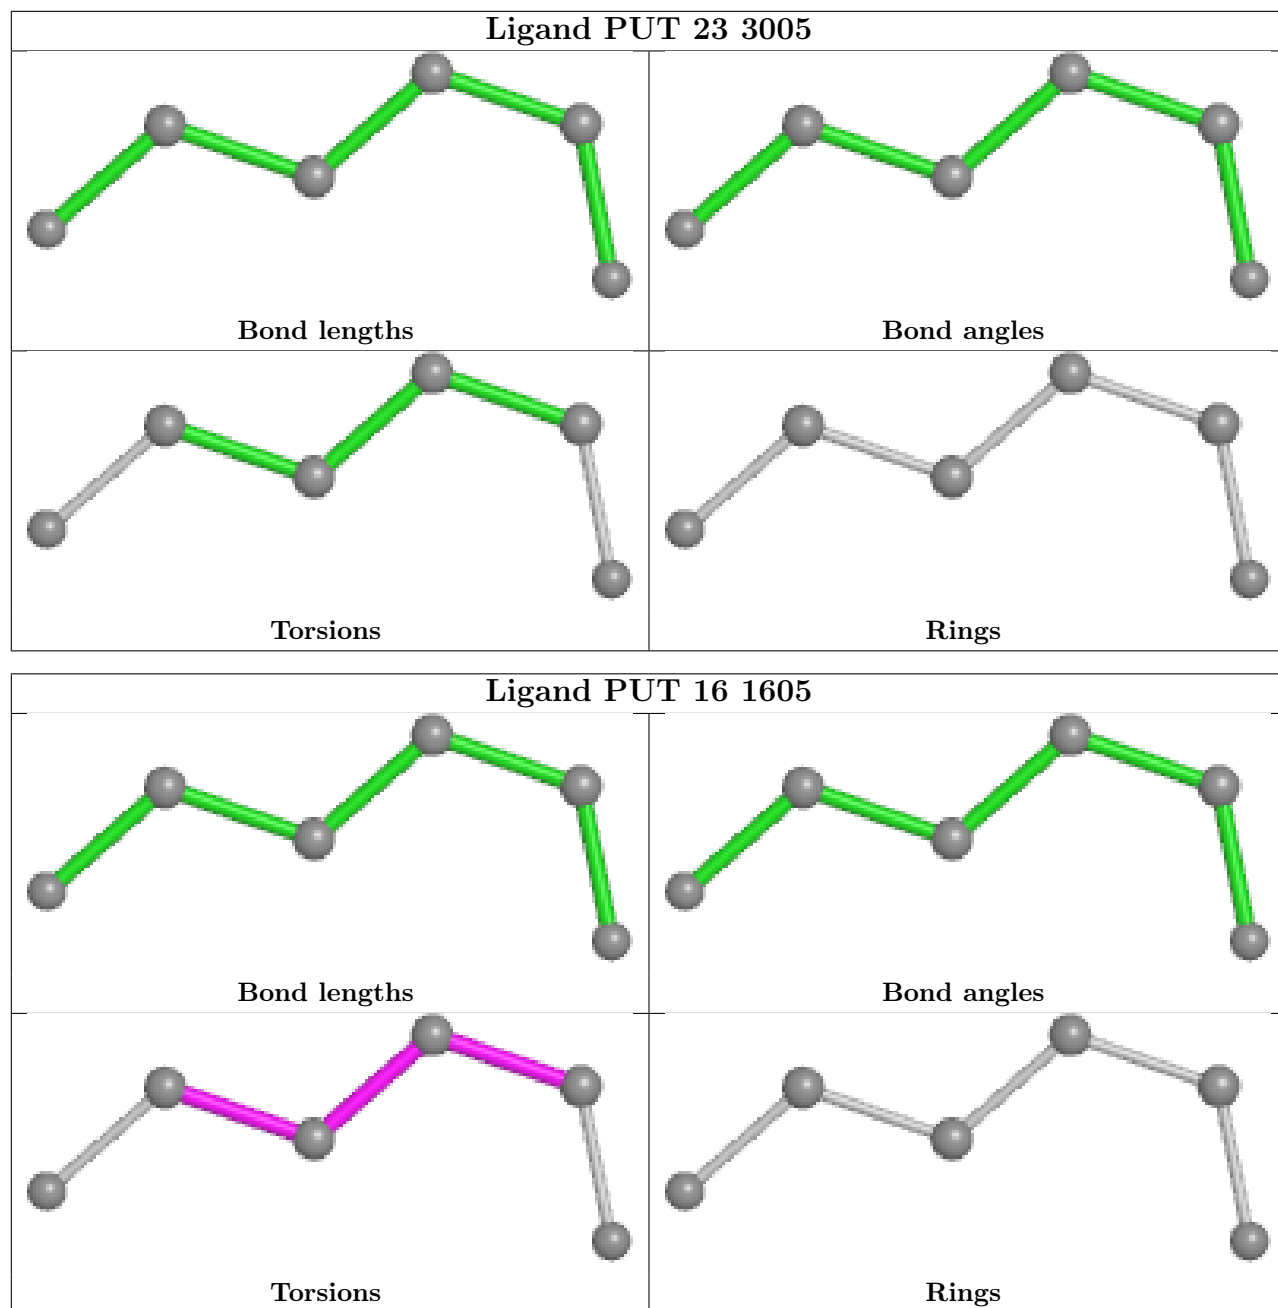 Ligand PUT 23 3005
Bond lengths
Bond angles
Torsions
Rings
Ligand PUT 16 1605
Bond lengths
Bond angles
Torsions
Rings